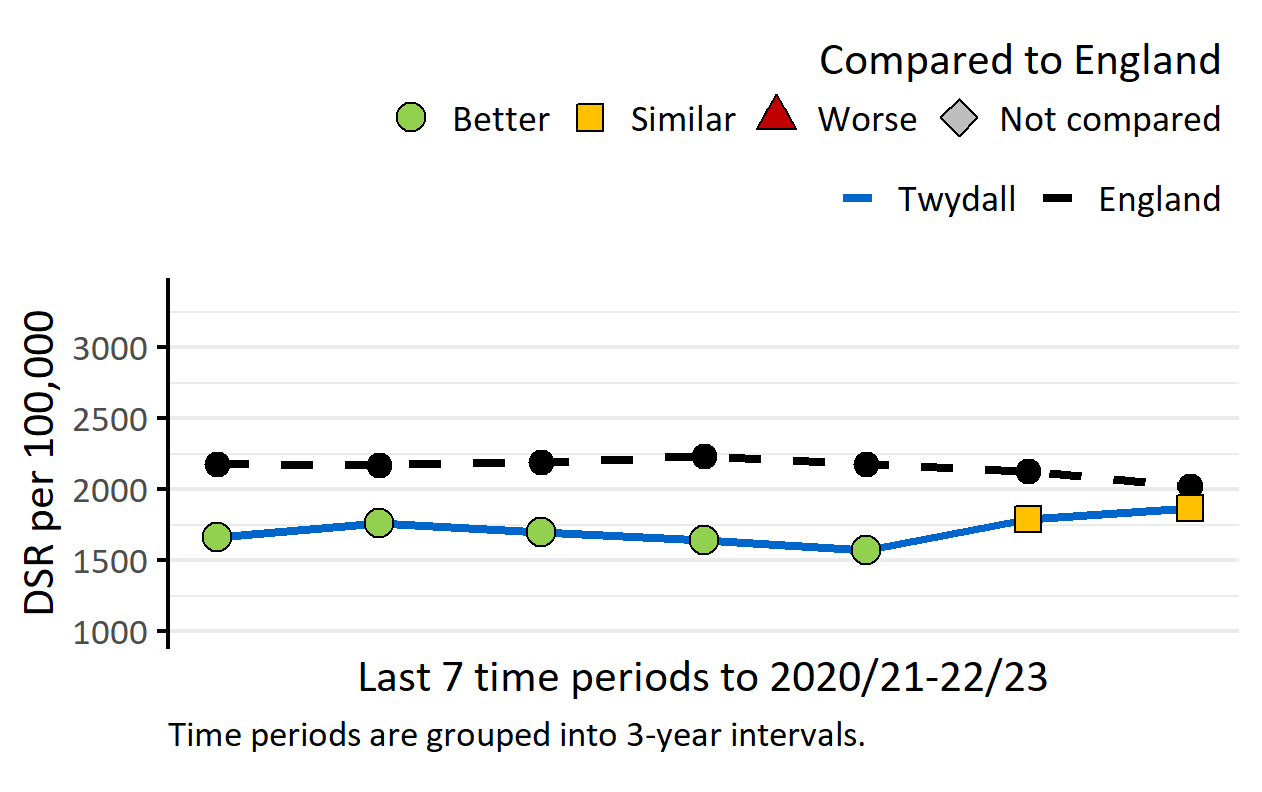 Compared to England
Better Similar Worse Not compared
Twydall England
DSR per 100,000
3000
2500
2000
1500
1000
Last 7 time periods to 2020/21-22/23
Time periods are grouped into 3-year intervals.